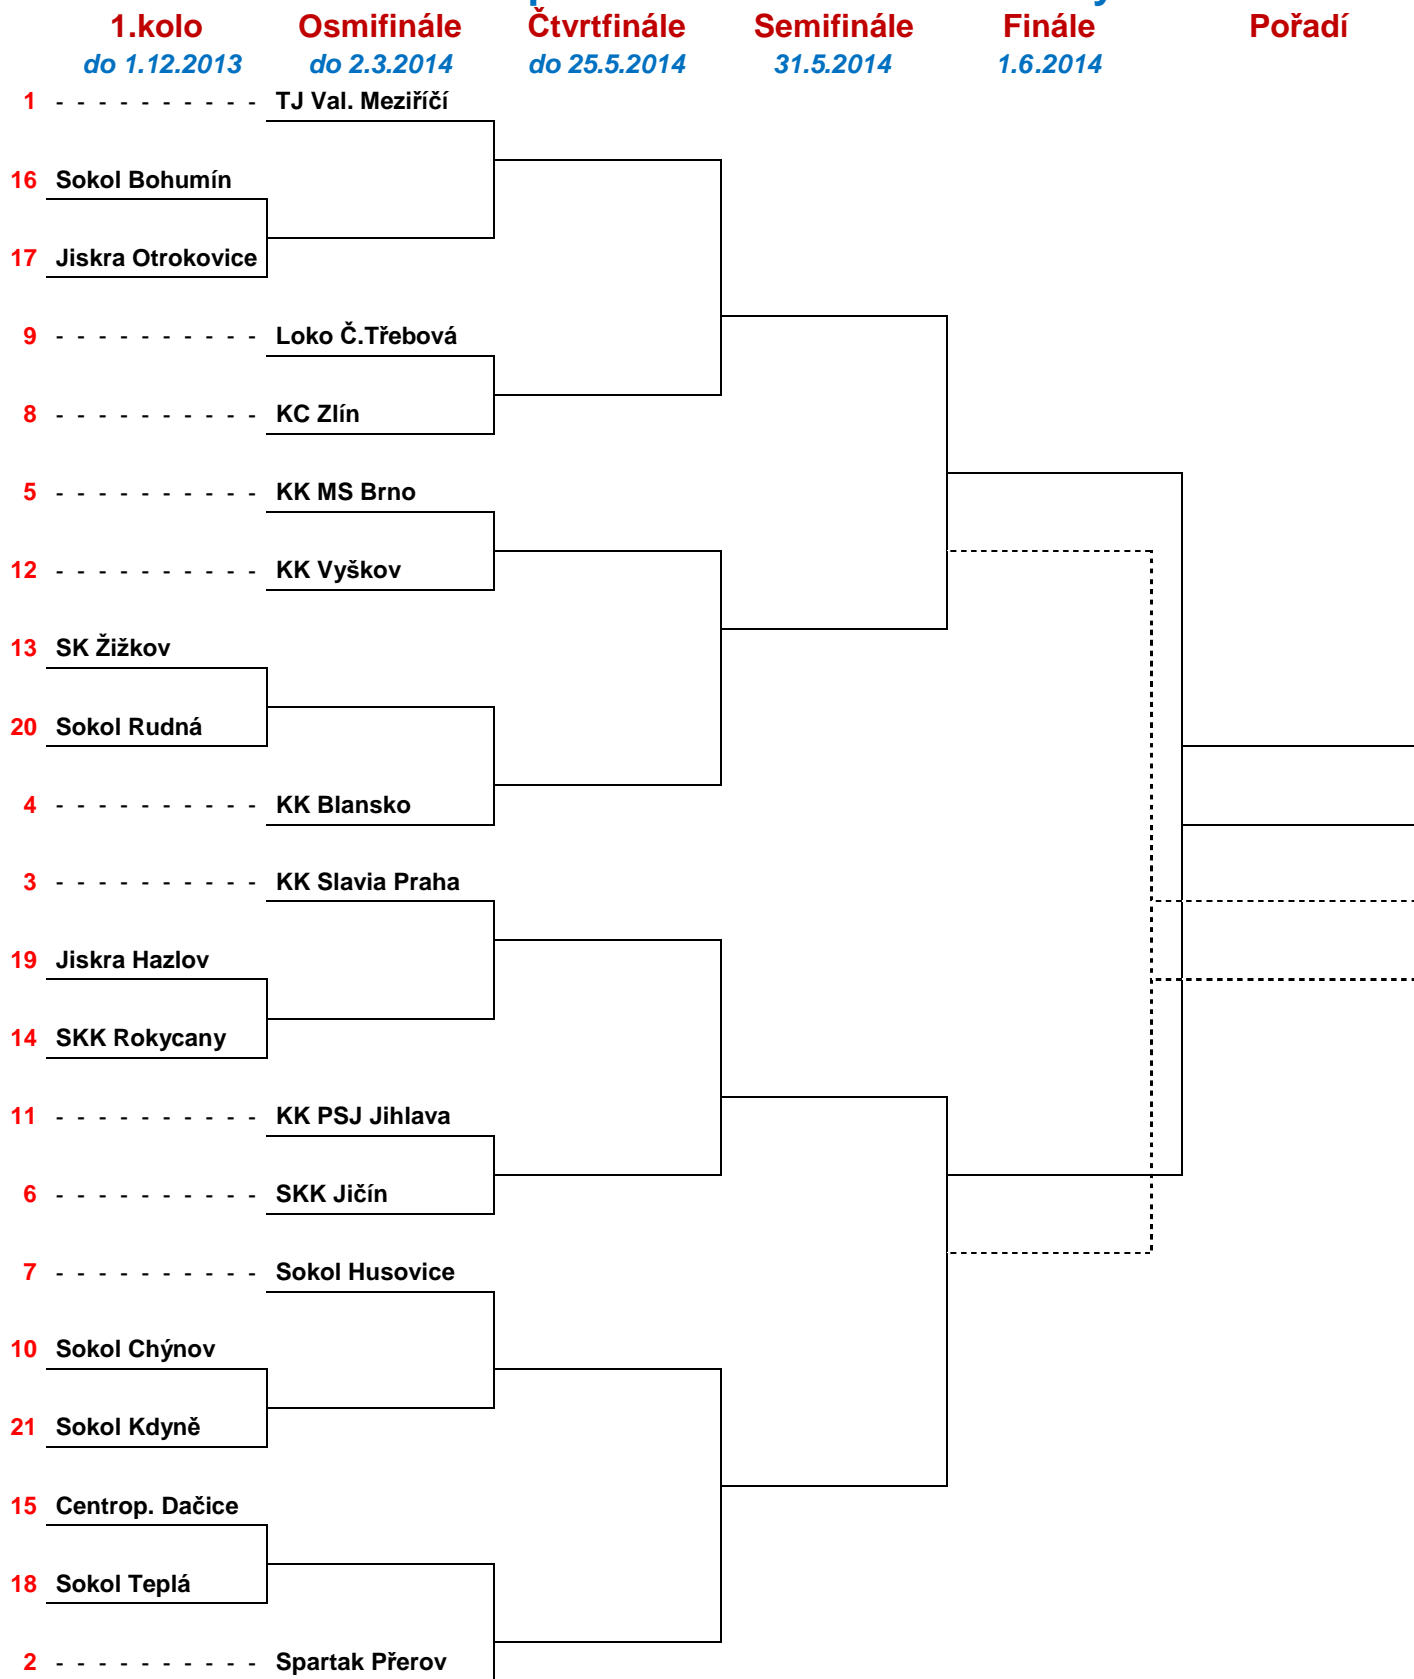 1.kolo Osmifinále Čtvrtfinále Semifinále Finále Pořadí
do 1.12.2013 do 2.3.2014 do 25.5.2014 31.5.2014 1.6.2014
1 - - - - - - - - - - TJ Val. Meziříčí
16 Sokol Bohumín
17 Jiskra Otrokovice
9 - - - - - - - - - - Loko Č.Třebová
8 - - - - - - - - - - KC Zlín
5 - - - - - - - - - - KK MS Brno
12 - - - - - - - - - - KK Vyškov
13 SK Žižkov
20 Sokol Rudná
4 - - - - - - - - - - KK Blansko
3 - - - - - - - - - - KK Slavia Praha
19 Jiskra Hazlov
14 SKK Rokycany
11 - - - - - - - - - - KK PSJ Jihlava
6 - - - - - - - - - - SKK Jičín
7 - - - - - - - - - - Sokol Husovice
10 Sokol Chýnov
21 Sokol Kdyně
15 Centrop. Dačice
18 Sokol Teplá
2 - - - - - - - - - - Spartak Přerov